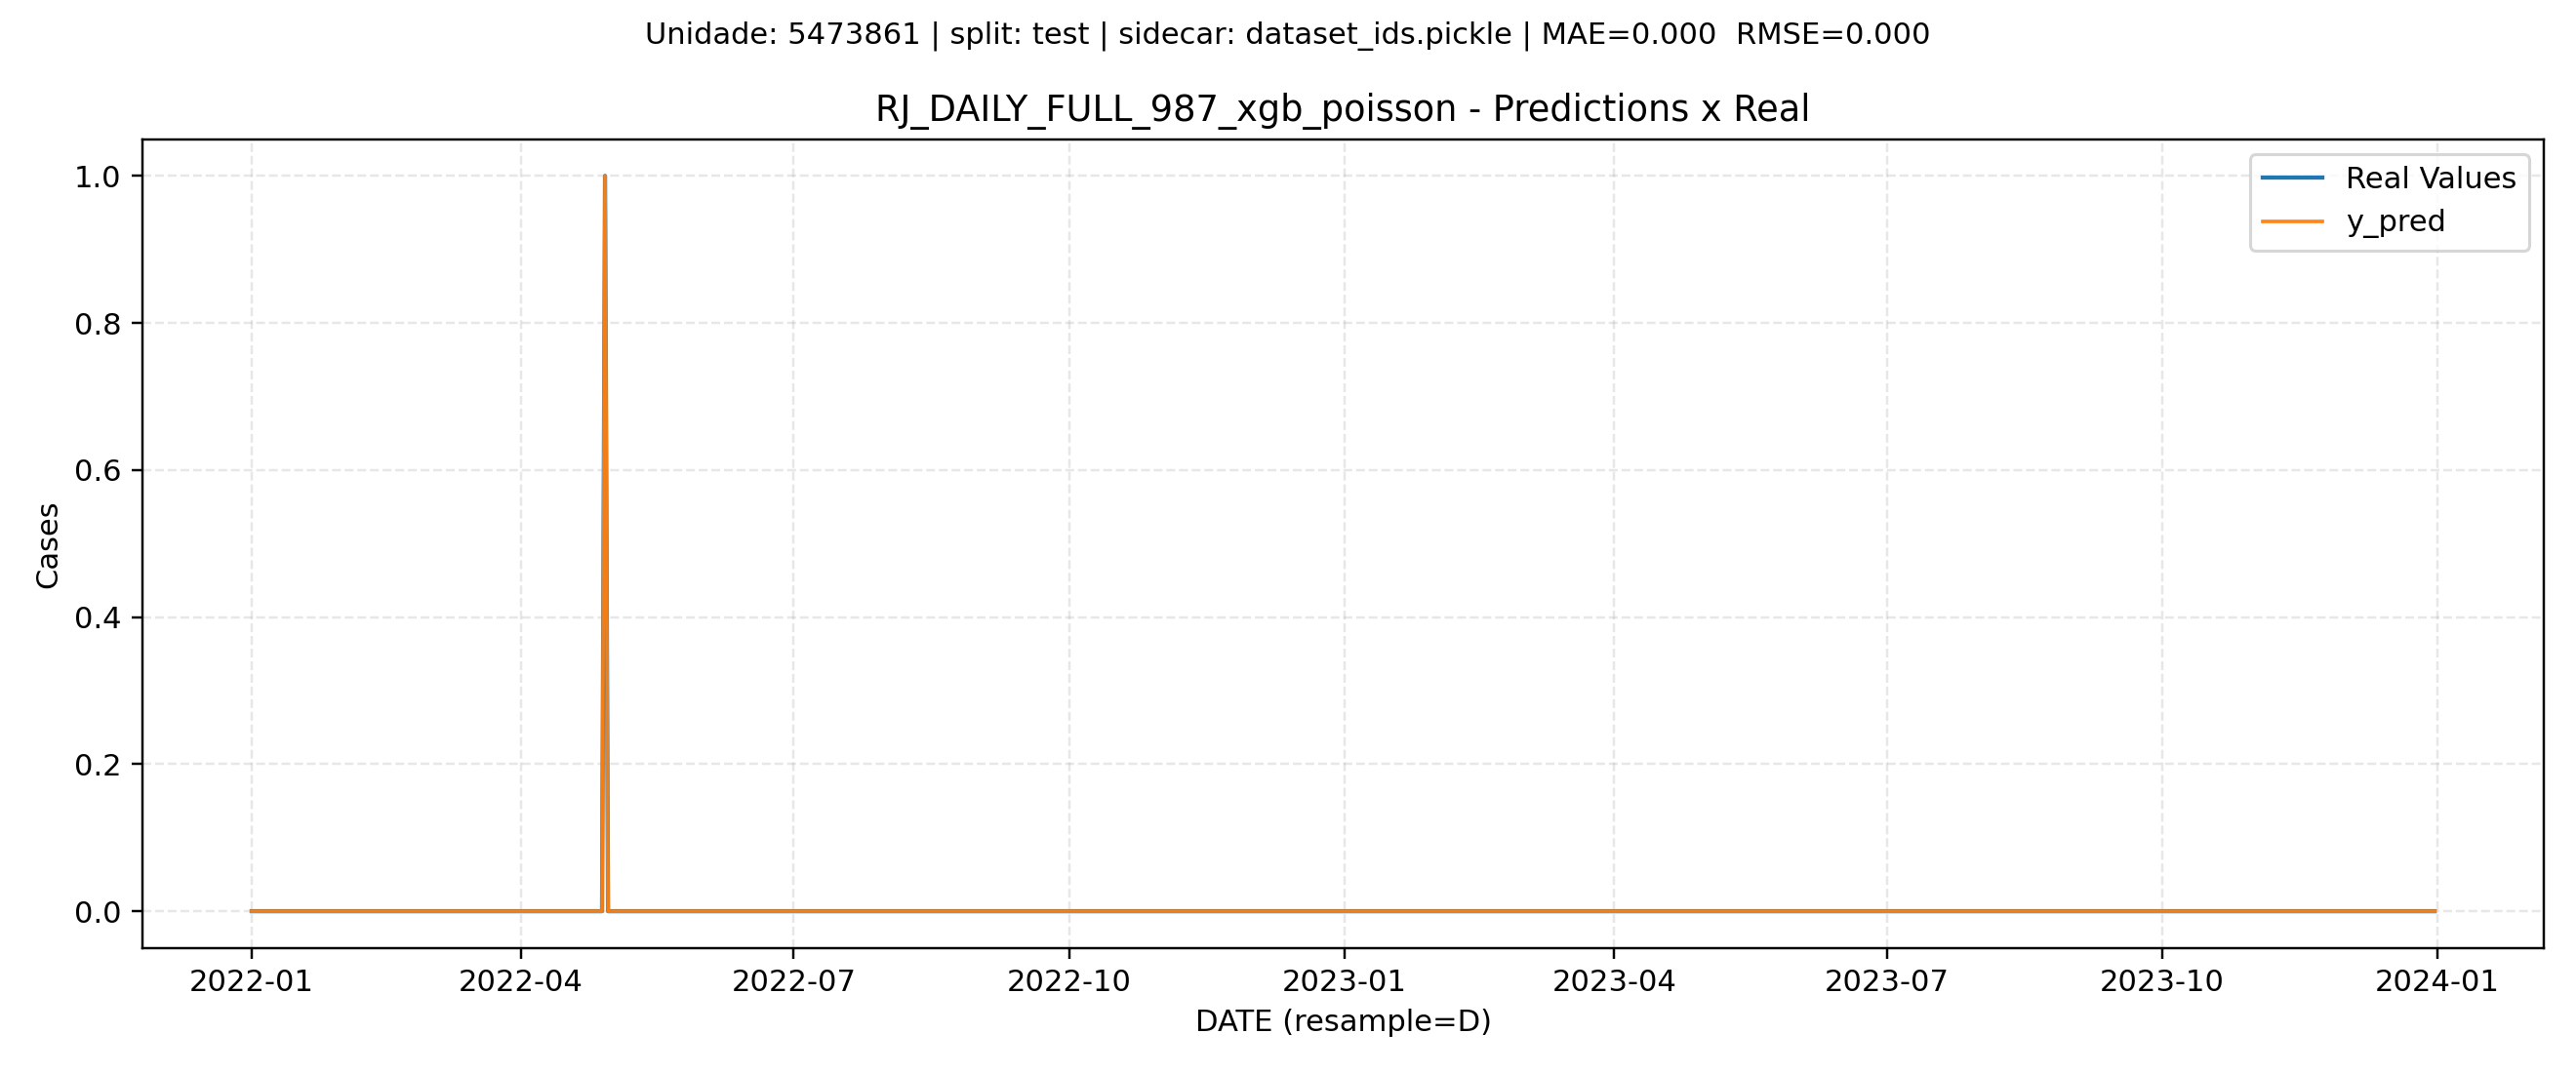 Unidade: 5473861 | split: test | sidecar: dataset_ids.pickle | MAE=0.000  RMSE=0.000
RJ_DAILY_FULL_987_xgb_poisson - Predictions x Real
Real Values
y_pred
1.0
0.8
0.6
0.4
0.2
0.0
Cases
2022-01 2022-04 2022-07 2022-10 2023-01 2023-04 2023-07 2023-10 2024-01
DATE (resample=D)